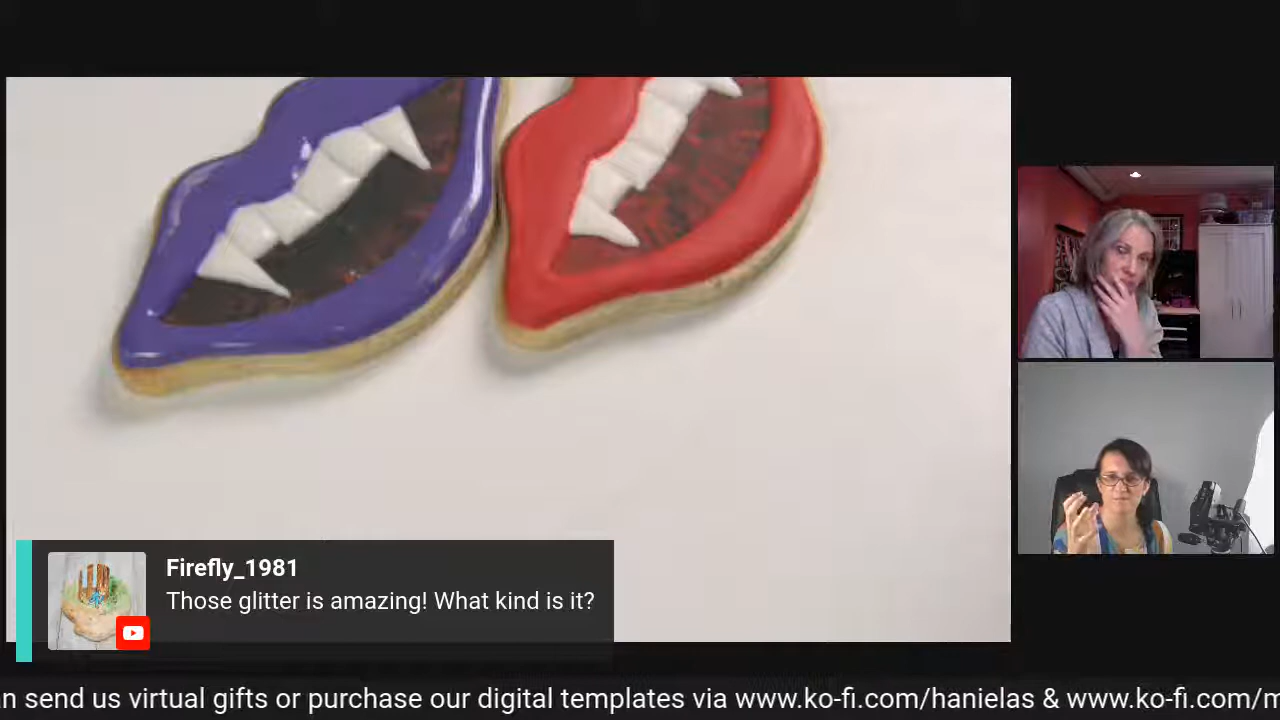 Firefly_1981
Those glitter is amazing! What kind is it?
n send us virtual gifts or purchase our digital templates via www.ko-fi.com/hanielas & www.ko-fi.com/m